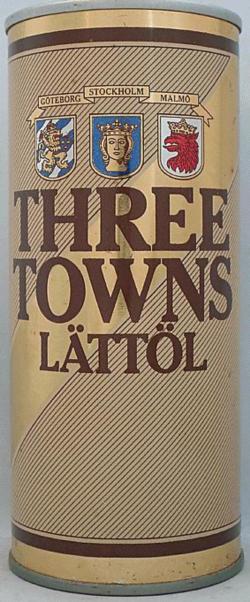 GÖTEBORG STOCKHOLM MALMÖ
THREE
TOWNS
LÄTTÖL